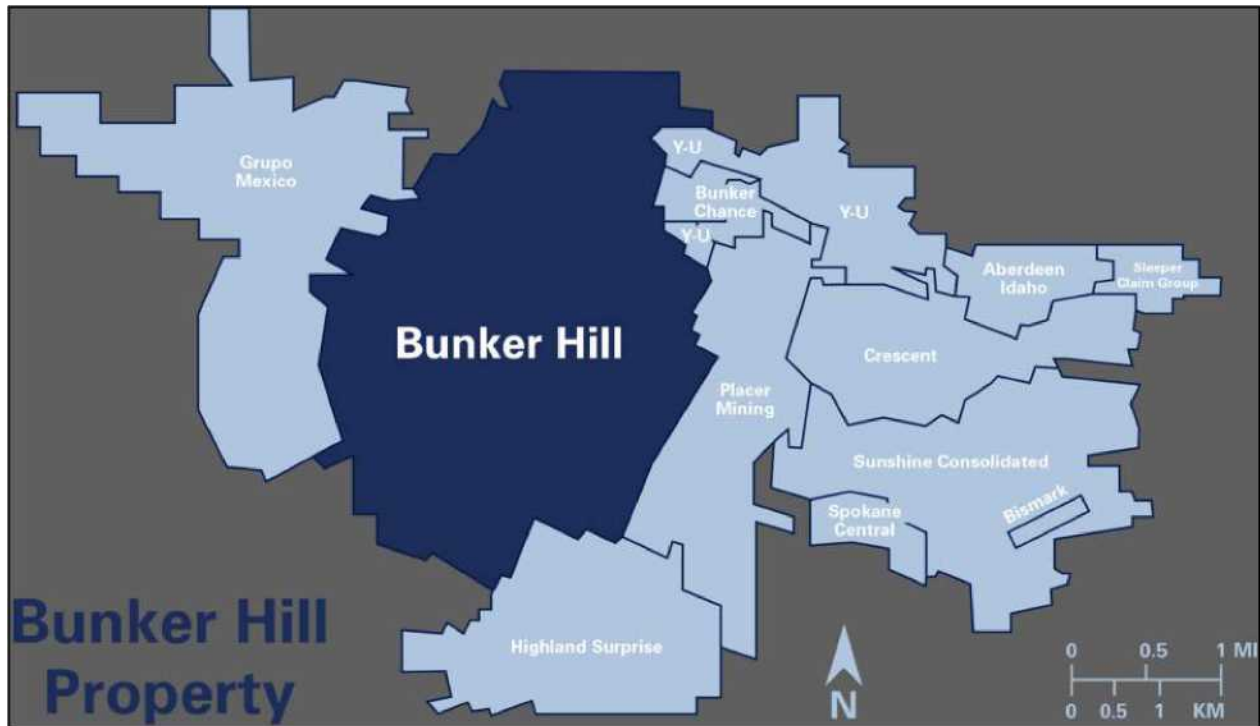 Grupo
Mexico
Y-U
Bunker
Chance
Y-U
Y-U
Aberdeen
Idaho
Sleeper
Claim Group
Bunker Hill
Crescent
Placer
Mining
Sunshine Consolidated
Bismark
Spokane
Central
Highland Surprise
Bunker Hill
Property
N
0 0.5 1 MI
0 0.5 1 KM